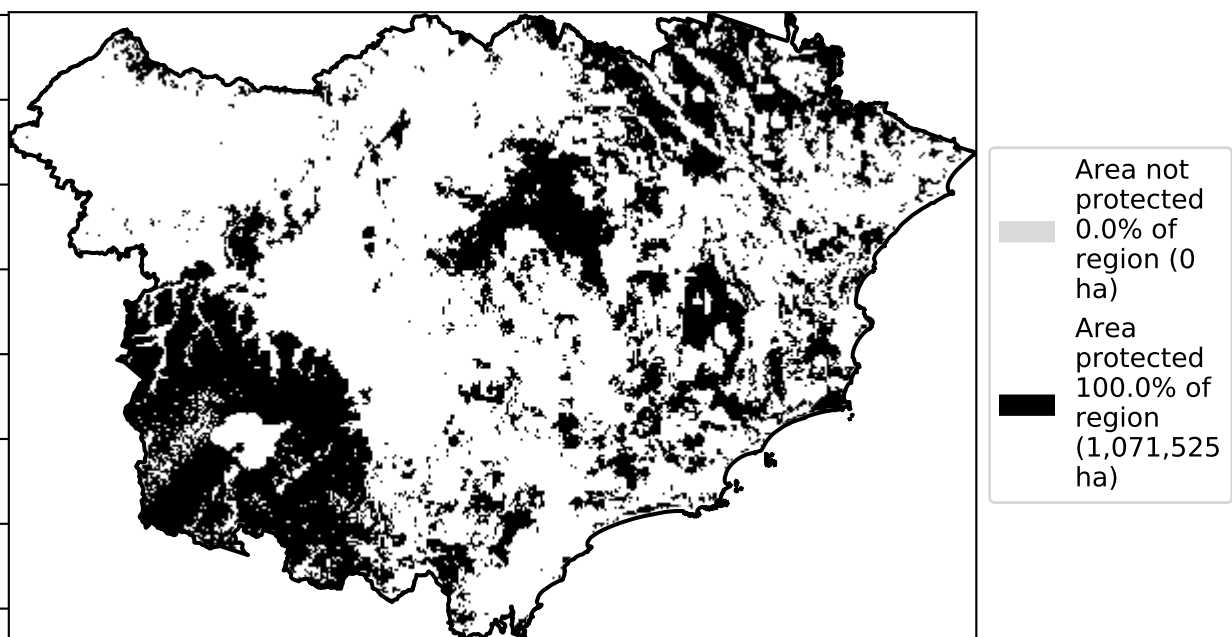 Area not
protected
0.0% of
region (0
ha)
Area
protected
100.0% of
region
(1,071,525
ha)